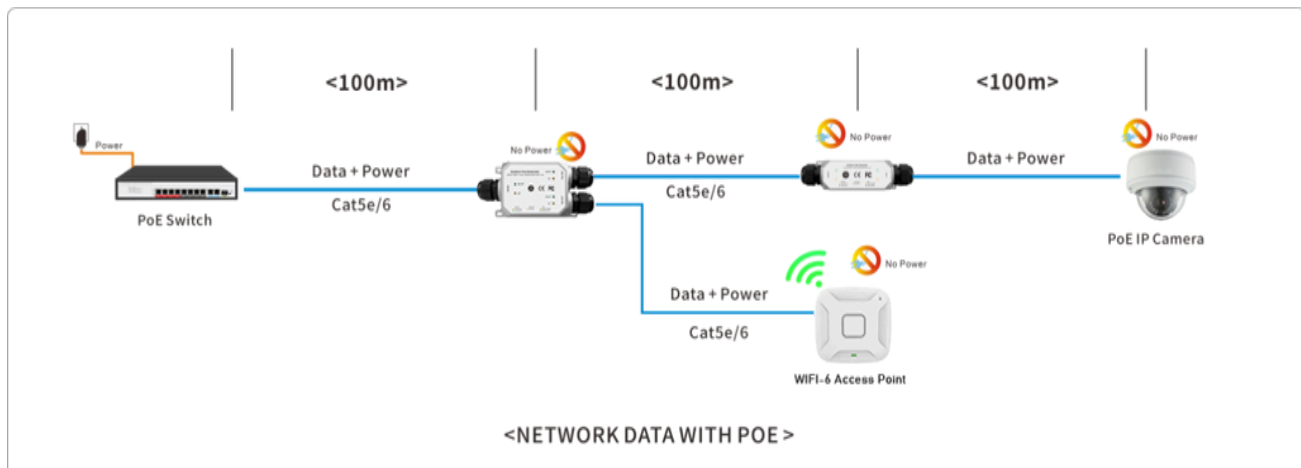 <100m>
<100m>
<100m>
Power
No Power
No Power
No Power
Data + Power
Data + Power
Data + Power
Cat5e/6
Cat5e/6
PoE Switch
PoE IP Camera
No Power
Data + Power
Cat5e/6
WIFI-6 Access Point
<NETWORK DATA WITH POE >